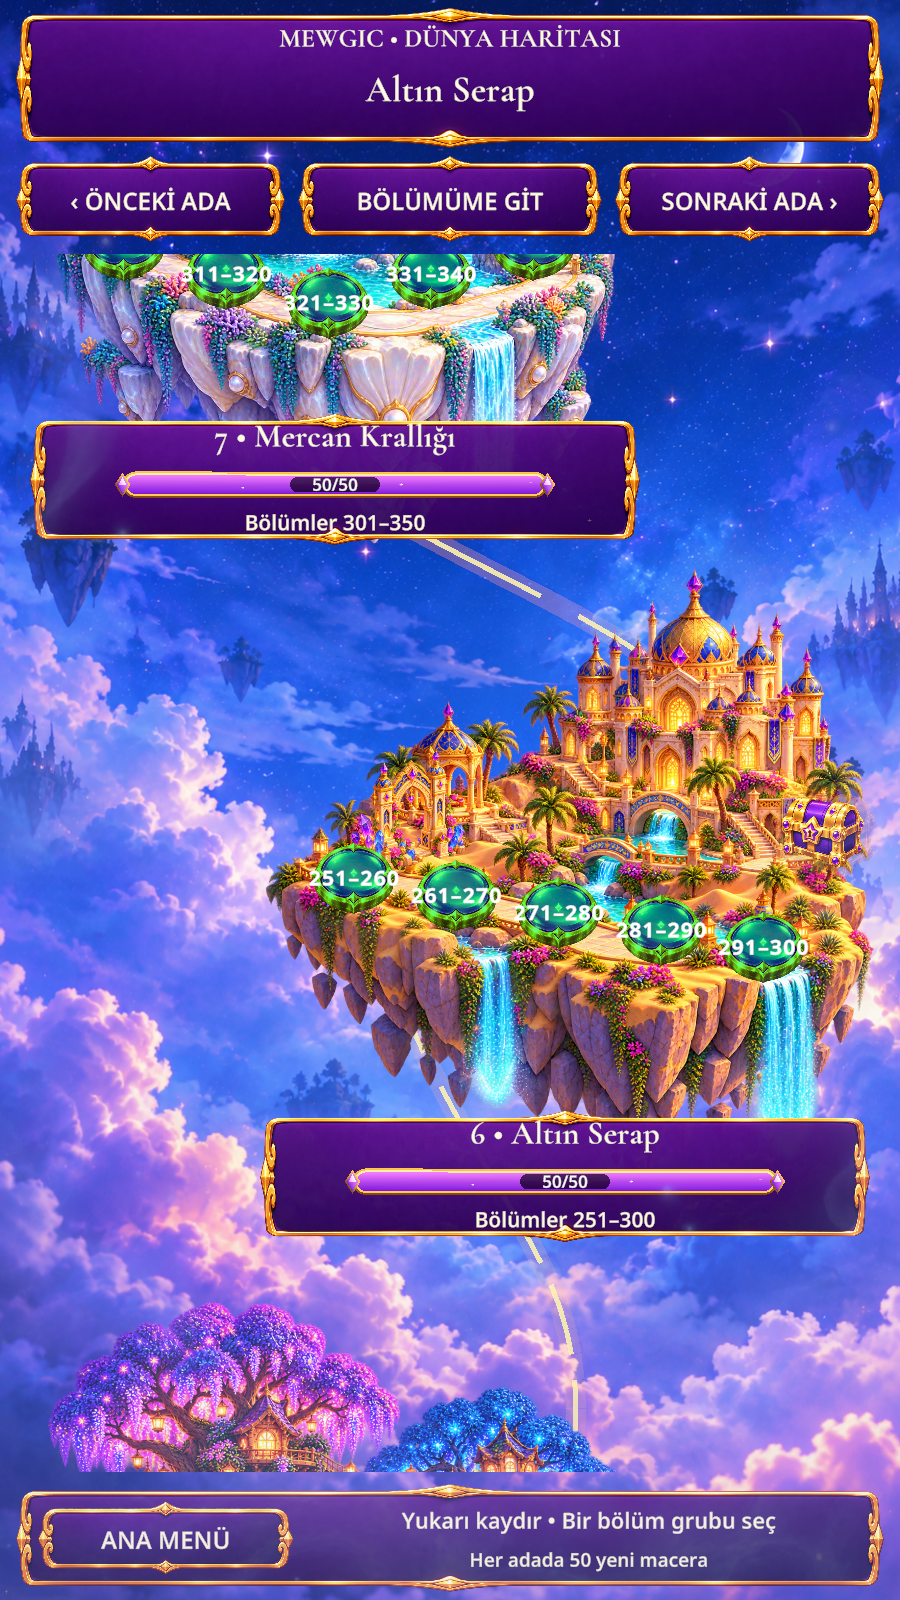 MEWGIC • DÜNYA HARİTASI
Altın Serap
‹ ÖNCEKİ ADA
BÖLÜMÜME GİT
SONRAKİ ADA ›
311–320
331–340
321–330
7 • Mercan Krallığı
50/50
Bölümler 301–350
251–260
261–270
271–280
281–290
291–300
6 • Altın Serap
50/50
Bölümler 251–300
ANA MENÜ
Yukarı kaydır • Bir bölüm grubu seç
Her adada 50 yeni macera